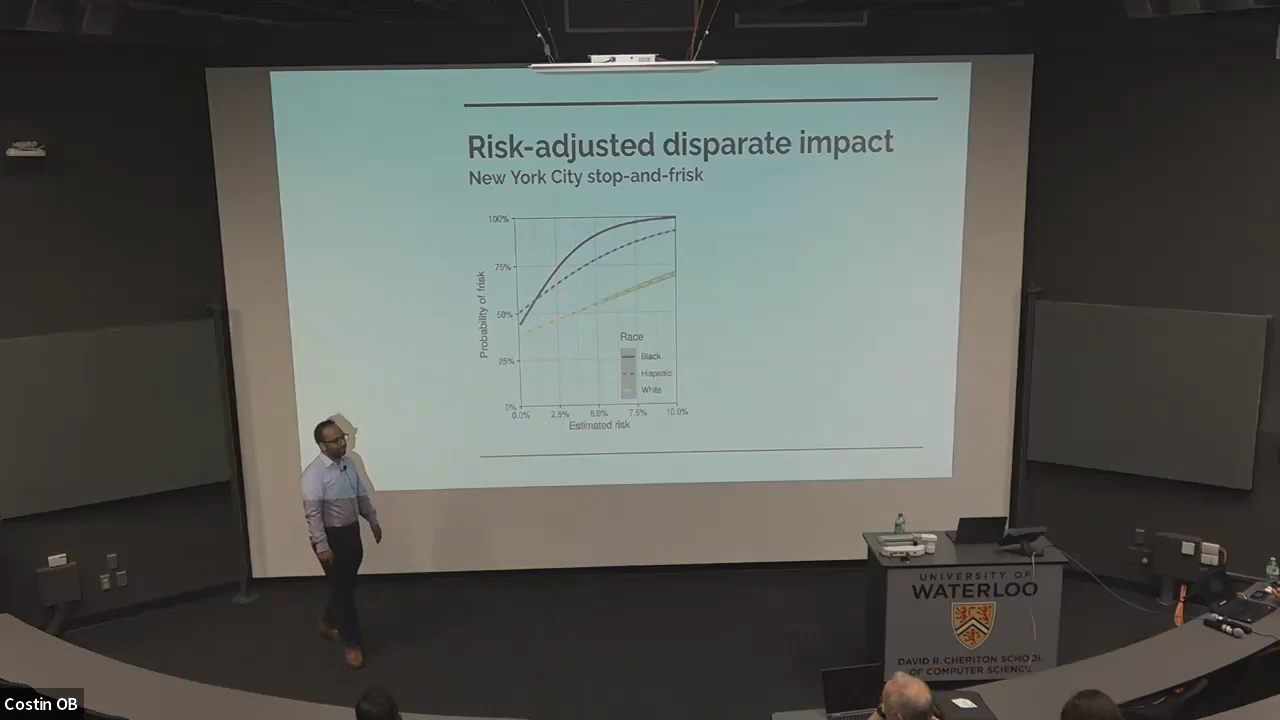 Risk-adjusted disparate impact
New York City stop-and-frisk
100%
75%
50%
25%
0%
Probability of frisk
Race
Black
Hispanic
White
0.0%
2.5%
5.0%
7.5%
10.0%
Estimated risk
UNIVERSITY OF
WATERLOO
DAVID R. CHERITON SCHOOL
OF COMPUTER SCIENCE
Costin OB